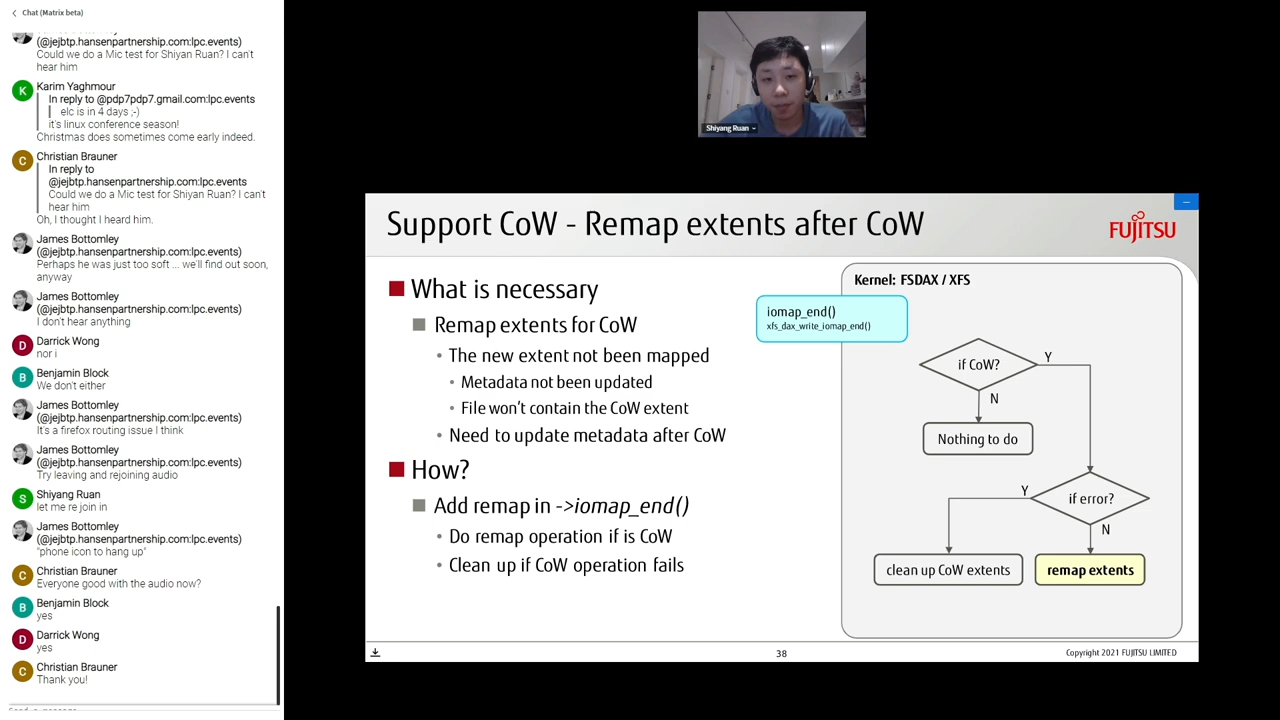 Chat (Matrix beta)
(@jejbtp.hansenpartnership.com:lpc.events)
Could we do a Mic test for Shiyan Ruan? I can't
hear him
K
Karim Yaghmour
In reply to @pdp7pdp7.gmail.com:lpc.events
elc is in 4 days ;-)
it's linux conference season!
Christmas does sometimes come early indeed.
C
Christian Brauner
In reply to
@jejbtp.hansenpartnership.com:lpc.events
Could we do a Mic test for Shiyan Ruan? I can't
hear him
Oh, I thought I heard him.
James Bottomley
(@jejbtp.hansenpartnership.com:lpc.events)
Perhaps he was just too soft ... we'll find out soon,
anyway
James Bottomley
(@jejbtp.hansenpartnership.com:lpc.events)
I don't hear anything
D
Darrick Wong
nor i
B
Benjamin Block
We don't either
James Bottomley
(@jejbtp.hansenpartnership.com:lpc.events)
It's a firefox routing issue I think
James Bottomley
(@jejbtp.hansenpartnership.com:lpc.events)
Try leaving and rejoining audio
S
Shiyang Ruan
let me re join in
James Bottomley
(@jejbtp.hansenpartnership.com:lpc.events)
"phone icon to hang up"
C
Christian Brauner
Everyone good with the audio now?
B
Benjamin Block
yes
D
Darrick Wong
yes
C
Christian Brauner
Thank you!
Shiyang Ruan
Support CoW - Remap extents after CoW
FUJITSU
What is necessary
Remap extents for CoW
• The new extent not been mapped
• Metadata not been updated
• File won't contain the CoW extent
• Need to update metadata after CoW
How?
Add remap in ->iomap_end()
• Do remap operation if is CoW
• Clean up if CoW operation fails
Kernel: FSDAX / XFS
iomap_end()
xfs_dax_write_iomap_end()
if CoW?
Y
N
Nothing to do
if error?
Y
N
clean up CoW extents
remap extents
38
Copyright 2021 FUJITSU LIMITED